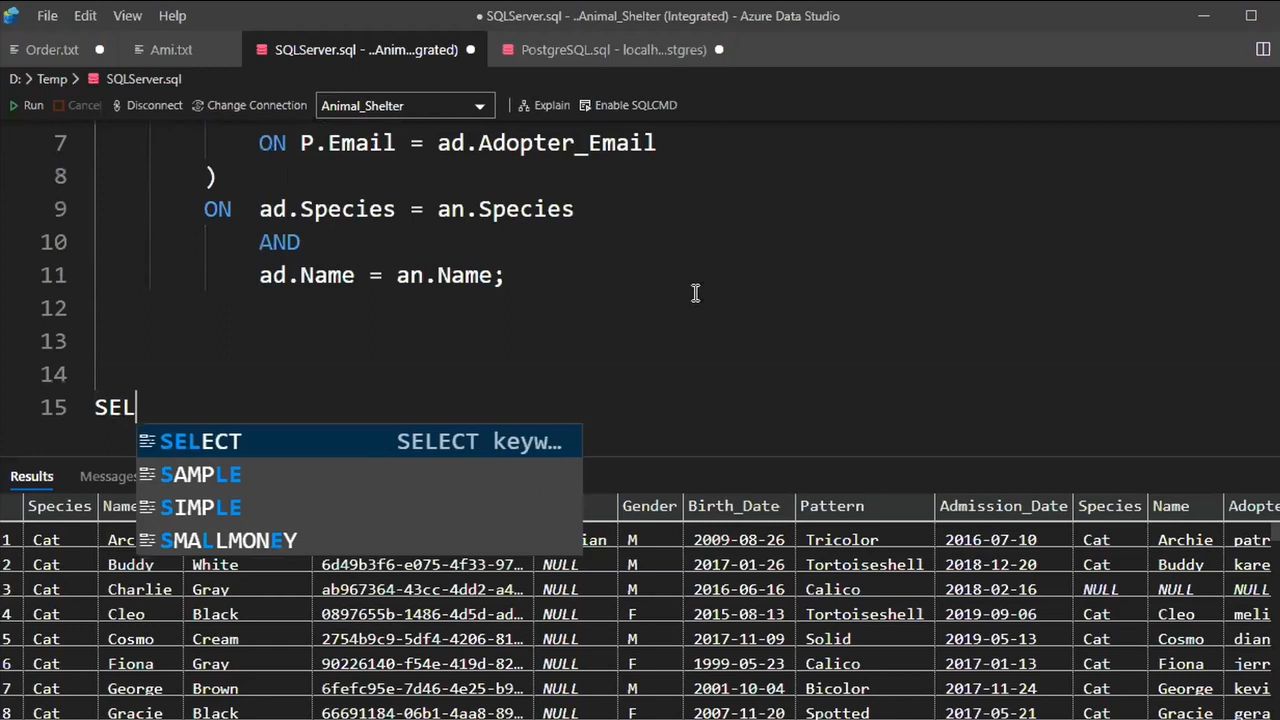 File Edit View Help ● SQLServer.sql - ..Animal_Shelter (Integrated) - Azure Data Studio
Order.txt Ami.txt SQLServer.sql - ..Anim...grated) PostgreSQL.sql - localh...stgres)
D: > Temp > SQLServer.sql
Run Cancel Disconnect Change Connection Animal_Shelter Explain Enable SQLCMD
7 ON P.Email = ad.Adopter_Email
8 )
9 ON ad.Species = an.Species
10 AND
11 ad.Name = an.Name;
12
13
14
15 SEL
SELECT SELECT keyw...
SAMPLE
SIMPLE
SMALLMONEY
Results Messages
Species Name Gender Birth_Date Pattern Admission_Date Species Name Adopte
1 Cat Arc ian M 2009-08-26 Tricolor 2016-07-10 Cat Archie patr
2 Cat Buddy White 6d49b3f6-e075-4f33-97... NULL M 2017-01-26 Tortoiseshell 2018-12-20 Cat Buddy kare
3 Cat Charlie Gray ab967364-43cc-4dd2-a4... NULL M 2016-06-16 Calico 2018-02-16 NULL NULL NULL
4 Cat Cleo Black 0897655b-1486-4d5d-ad... NULL F 2015-08-13 Tortoiseshell 2019-09-06 Cat Cleo meli
5 Cat Cosmo Cream 2754b9c9-5df4-4206-81... NULL M 2017-11-09 Solid 2019-05-13 Cat Cosmo dian
6 Cat Fiona Gray 90226140-f54e-419d-82... NULL F 1999-05-23 Calico 2017-01-13 Cat Fiona jerr
7 Cat George Brown 6fefc95e-7d46-4e25-b9... NULL M 2001-10-04 Bicolor 2017-11-24 Cat George kevi
8 Cat Gracie Black 66691184-06b1-4aa8-89... NULL F 2007-11-20 Spotted 2017-05-21 Cat Gracie gera